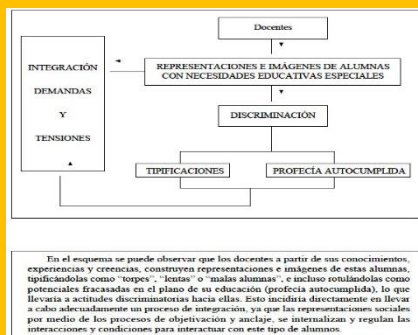 Docentes
INTEGRACIÓN
DEMANDAS
Y
TENSIONES
REPRESENTACIONES E IMÁGENES DE ALUMNAS
CON NECESIDADES EDUCATIVAS ESPECIALES
DISCRIMINACIÓN
TIPIFICACIONES
PROFECÍA AUTOCUMPLIDA
En el esquema se puede observar que los docentes a partir de sus conocimientos,
experiencias y creencias, construyen representaciones e imágenes de estas alumnas,
tipificándolas como “torpes”, “lentas” o “malas alumnas”, e incluso rotulándolas como
potenciales fracasadas en el plano de su educación (profecía autocumplida), lo que
llevaría a actitudes discriminatorias hacia ellas. Esto incidiría directamente en llevar
a cabo adecuadamente un proceso de integración, ya que las representaciones sociales
por medio de los procesos de objetivación y anclaje, se internalizan y regulan las
interacciones y condiciones para interactuar con este tipo de alumnos.